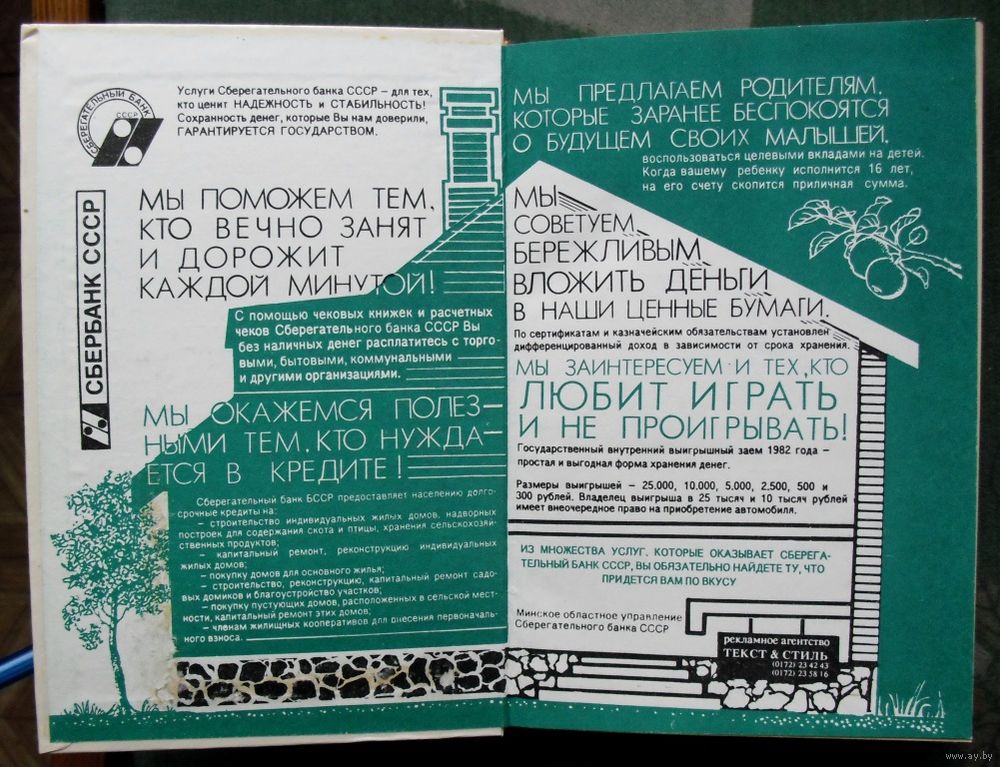 СБЕРЕГАТЕЛЬНЫЙ БАНК
СССР
СБЕРБАНК СССР
Услуги Сберегательного банка СССР – для тех,
кто ценит НАДЕЖНОСТЬ и СТАБИЛЬНОСТЬ!
Сохранность денег, которые Вы нам доверили,
ГАРАНТИРУЕТСЯ ГОСУДАРСТВОМ.
МЫ ПОМОЖЕМ ТЕМ,
КТО ВЕЧНО ЗАНЯТ
И ДОРОЖИТ
КАЖДОЙ МИНУТОЙ!
С помощью чековых книжек и расчетных
чеков Сберегательного банка СССР Вы
без наличных денег расплатитесь с торго-
выми, бытовыми, коммунальными
и другими организациями.
МЫ ОКАЖЕМСЯ ПОЛЕЗ-
НЫМИ ТЕМ, КТО НУЖДА-
ЕТСЯ В КРЕДИТЕ!
Сберегательный банк БССР предоставляет населению долго-
срочные кредиты на:
– строительство индивидуальных жилых домов, надворных
построек для содержания скота и птицы, хранения сельскохозяй-
ственных продуктов;
– капитальный ремонт, реконструкцию индивидуальных
жилых домов;
– покупку домов для основного жилья;
– строительство, реконструкцию, капитальный ремонт садо-
вых домиков и благоустройство участков;
– покупку пустующих домов, расположенных в сельской мест-
ности, капитальный ремонт этих домов;
– членам жилищных кооперативов для внесения первоначаль-
ного взноса.
МЫ ПРЕДЛАГАЕМ РОДИТЕЛЯМ,
КОТОРЫЕ ЗАРАНЕЕ БЕСПОКОЯТСЯ
О БУДУЩЕМ СВОИХ МАЛЫШЕЙ,
воспользоваться целевыми вкладами на детей.
Когда вашему ребенку исполнится 16 лет,
на его счету скопится приличная сумма.
МЫ
СОВЕТУЕМ
БЕРЕЖЛИВЫМ
ВЛОЖИТЬ ДЕНЬГИ
В НАШИ ЦЕННЫЕ БУМАГИ.
По сертификатам и казначейским обязательствам установлен
дифференцированный доход в зависимости от срока хранения.
МЫ ЗАИНТЕРЕСУЕМ И ТЕХ, КТО
ЛЮБИТ ИГРАТЬ
И НЕ ПРОИГРЫВАТЬ!
Государственный внутренний выигрышный заем 1982 года –
простая и выгодная форма хранения денег.
Размеры выигрышей – 25.000, 10.000, 5.000, 2.500, 500 и
300 рублей. Владелец выигрыша в 25 тысяч и 10 тысяч рублей
имеет внеочередное право на приобретение автомобиля.
ИЗ МНОЖЕСТВА УСЛУГ, КОТОРЫЕ ОКАЗЫВАЕТ СБЕРЕГА-
ТЕЛЬНЫЙ БАНК СССР, ВЫ ОБЯЗАТЕЛЬНО НАЙДЕТЕ ТУ, ЧТО
ПРИДЕТСЯ ВАМ ПО ВКУСУ
Минское областное управление
Сберегательного банка СССР
рекламное агентство
ТЕКСТ & СТИЛЬ
(0172) 23 42 43
(0172) 23 58 16
www.ay.by